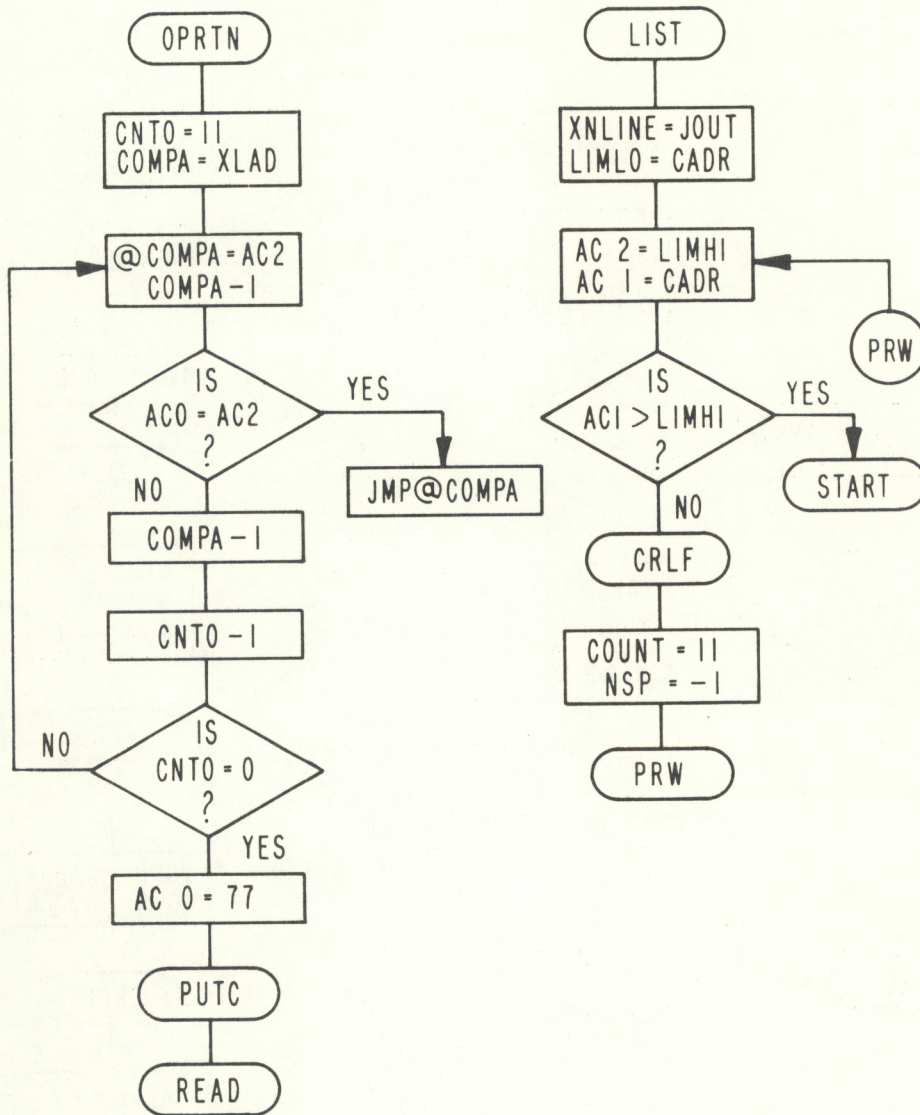 OPRTN
CNTO = 11
COMPA = XLAD
@ COMPA = AC2
COMPA - 1
IS
AC0 = AC2
?
YES
JMP@COMPA
NO
COMPA - 1
CNTO - 1
IS
CNTO = 0
?
NO
YES
AC 0 = 77
PUTC
READ
LIST
XNLINE = JOUT
LIMLO = CADR
AC 2 = LIMHI
AC 1 = CADR
PRW
IS
AC1 > LIMHI
?
YES
START
NO
CRLF
COUNT = 11
NSP = -1
PRW